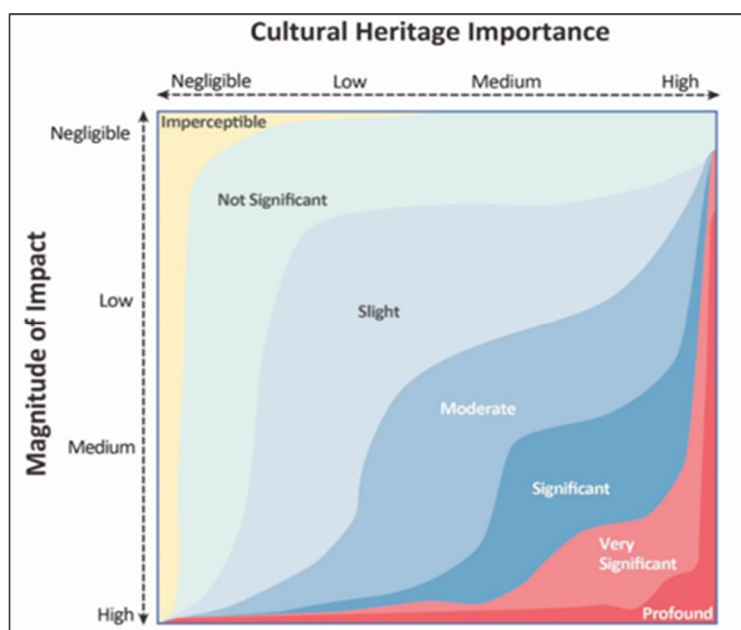 Cultural Heritage Importance
Negligible
Low
Medium
High
Negligible
Low
Medium
High
Magnitude of Impact
Imperceptible
Not Significant
Slight
Moderate
Significant
Very
Significant
Profound